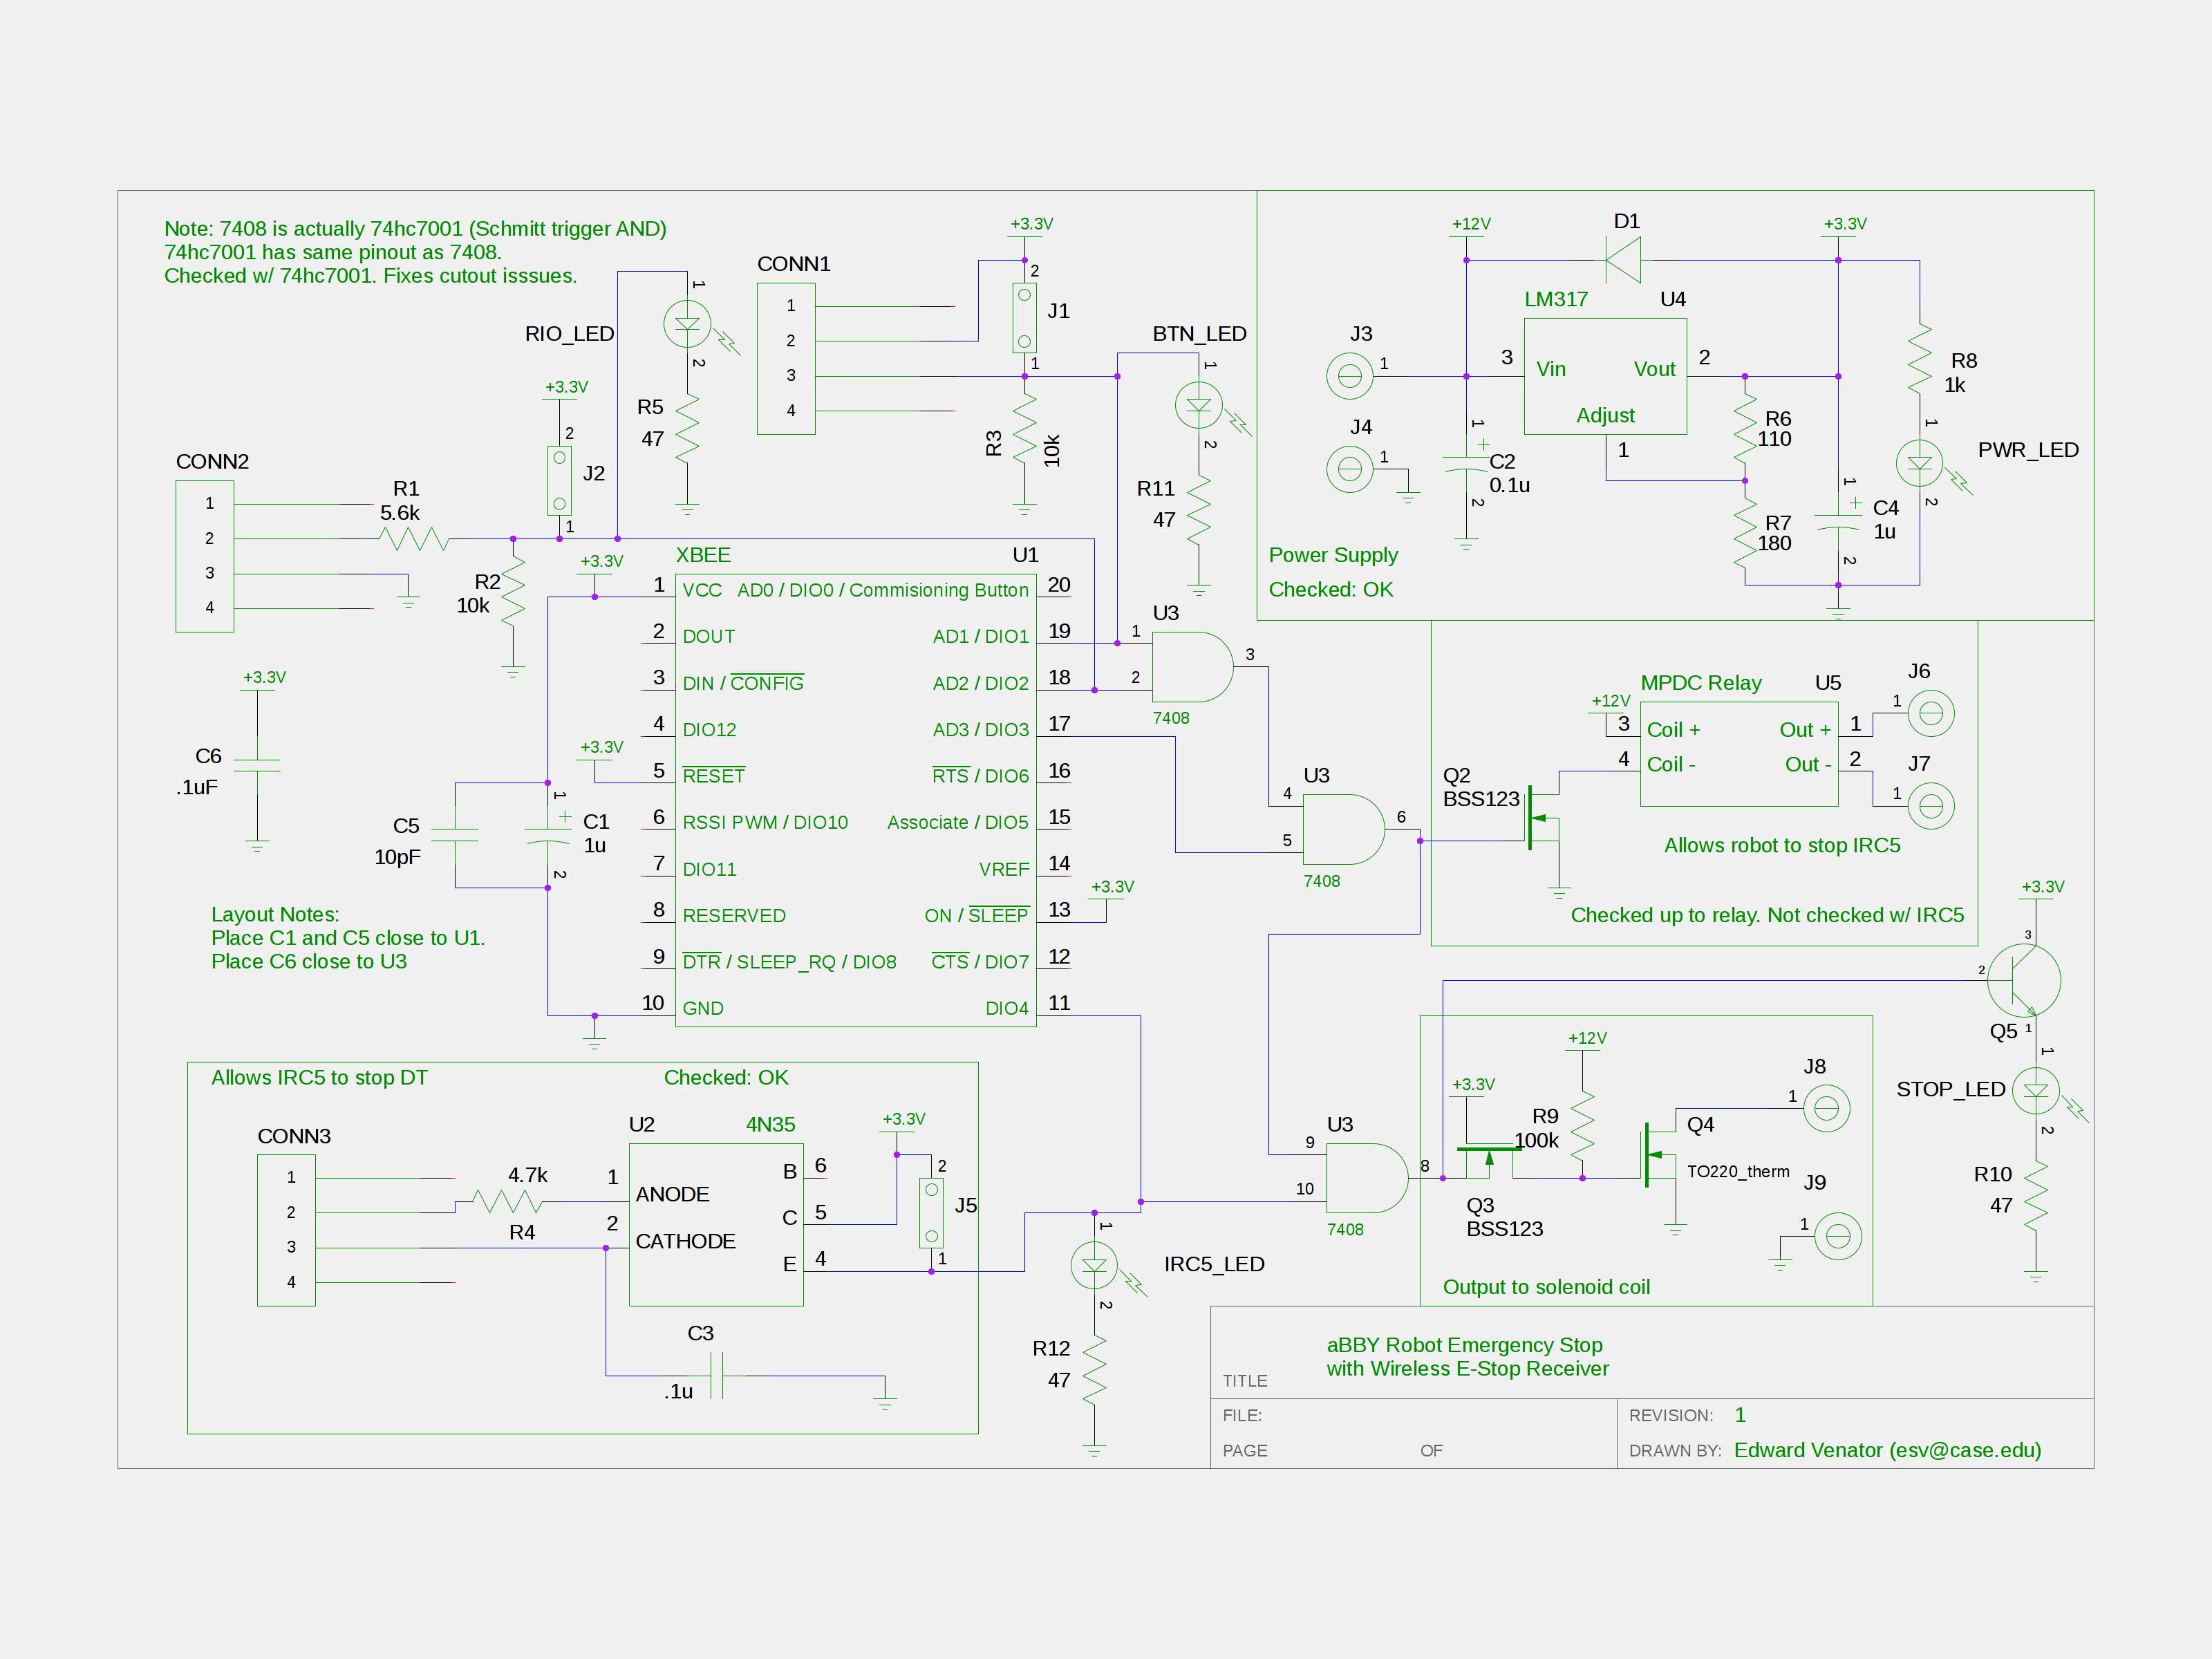 Note: 7408 is actually 74hc7001 (Schmitt trigger AND)
74hc7001 has same pinout as 7408.
Checked w/ 74hc7001. Fixes cutout isssues.
RIO_LED
1
2
R5
47
CONN1
1
2
3
4
+3.3V
2
J1
1
R3
10k
BTN_LED
1
2
R11
47
+12V
D1
+3.3V
LM317
U4
J3
1
3
Vin
Vout
2
Adjust
1
J4
1
1
+
C2
0.1u
2
R6
110
R7
180
R8
1k
1
PWR_LED
2
1
+
C4
1u
2
Power Supply
Checked: OK
+3.3V
2
J2
1
CONN2
1
2
3
4
R1
5.6k
R2
10k
+3.3V
C6
.1uF
+3.3V
+3.3V
C5
10pF
1
+
C1
1u
2
Layout Notes:
Place C1 and C5 close to U1.
Place C6 close to U3
XBEE
U1
1
VCC
AD0 / DIO0 / Commisioning Button
20
2
DOUT
AD1 / DIO1
19
3
DIN / CONFIG
AD2 / DIO2
18
4
DIO12
AD3 / DIO3
17
5
RESET
RTS / DIO6
16
6
RSSI PWM / DIO10
Associate / DIO5
15
7
DIO11
VREF
14
8
RESERVED
ON / SLEEP
13
+3.3V
9
DTR / SLEEP_RQ / DIO8
CTS / DIO7
12
10
GND
DIO4
11
U3
1
2
3
7408
U3
4
5
6
7408
MPDC Relay
U5
+12V
3
Coil +
Out +
1
4
Coil -
Out -
2
J6
1
J7
1
Q2
BSS123
Allows robot to stop IRC5
Checked up to relay. Not checked w/ IRC5
+3.3V
3
2
Q5
1
1
STOP_LED
2
R10
47
Allows IRC5 to stop DT
Checked: OK
CONN3
1
2
3
4
4.7k
R4
U2
4N35
1
ANODE
2
CATHODE
B
6
C
5
E
4
+3.3V
2
J5
1
C3
.1u
1
IRC5_LED
2
R12
47
U3
9
10
8
7408
+3.3V
Q3
BSS123
+12V
R9
100k
Q4
TO220_therm
J8
1
J9
1
Output to solenoid coil
TITLE
aBBY Robot Emergency Stop
with Wireless E-Stop Receiver
FILE:
REVISION: 1
PAGE
OF
DRAWN BY: Edward Venator (esv@case.edu)